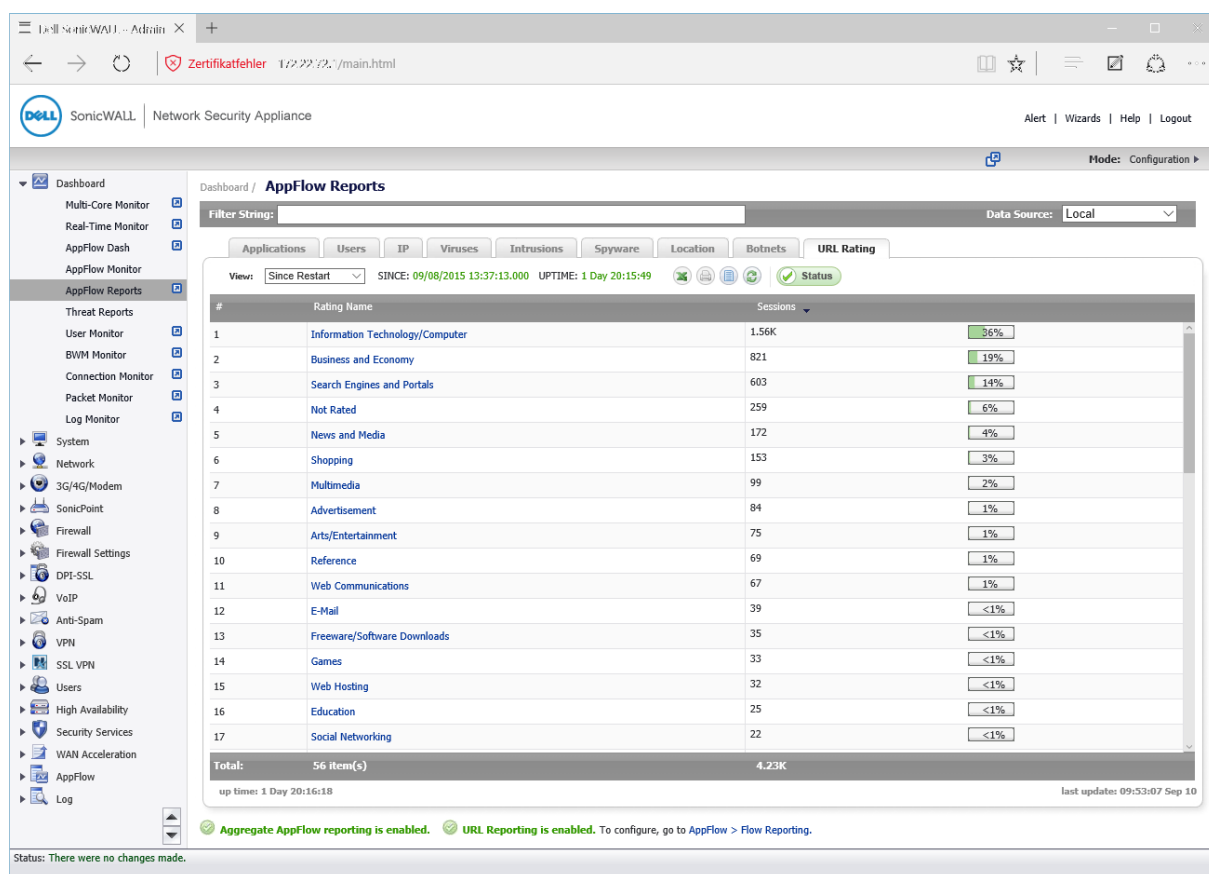 Dell SonicWALL - Admin
Zertifikatfehler /main.html
DELL SonicWALL | Network Security Appliance
Alert | Wizards | Help | Logout
Mode: Configuration
Dashboard
Multi-Core Monitor
Real-Time Monitor
AppFlow Dash
AppFlow Monitor
AppFlow Reports
Threat Reports
User Monitor
BWM Monitor
Connection Monitor
Packet Monitor
Log Monitor
System
Network
3G/4G/Modem
SonicPoint
Firewall
Firewall Settings
DPI-SSL
VoIP
Anti-Spam
VPN
SSL VPN
Users
High Availability
Security Services
WAN Acceleration
AppFlow
Log
Dashboard / AppFlow Reports
Filter String: Data Source: Local
Applications Users IP Viruses Intrusions Spyware Location Botnets URL Rating
View: Since Restart SINCE: 09/08/2015 13:37:13.000 UPTIME: 1 Day 20:15:49 Status
# Rating Name Sessions
1 Information Technology/Computer 1.56K 36%
2 Business and Economy 821 19%
3 Search Engines and Portals 603 14%
4 Not Rated 259 6%
5 News and Media 172 4%
6 Shopping 153 3%
7 Multimedia 99 2%
8 Advertisement 84 1%
9 Arts/Entertainment 75 1%
10 Reference 69 1%
11 Web Communications 67 1%
12 E-Mail 39 <1%
13 Freeware/Software Downloads 35 <1%
14 Games 33 <1%
15 Web Hosting 32 <1%
16 Education 25 <1%
17 Social Networking 22 <1%
Total: 56 item(s) 4.23K
up time: 1 Day 20:16:18 last update: 09:53:07 Sep 10
Aggregate AppFlow reporting is enabled. URL Reporting is enabled. To configure, go to AppFlow > Flow Reporting.
Status: There were no changes made.